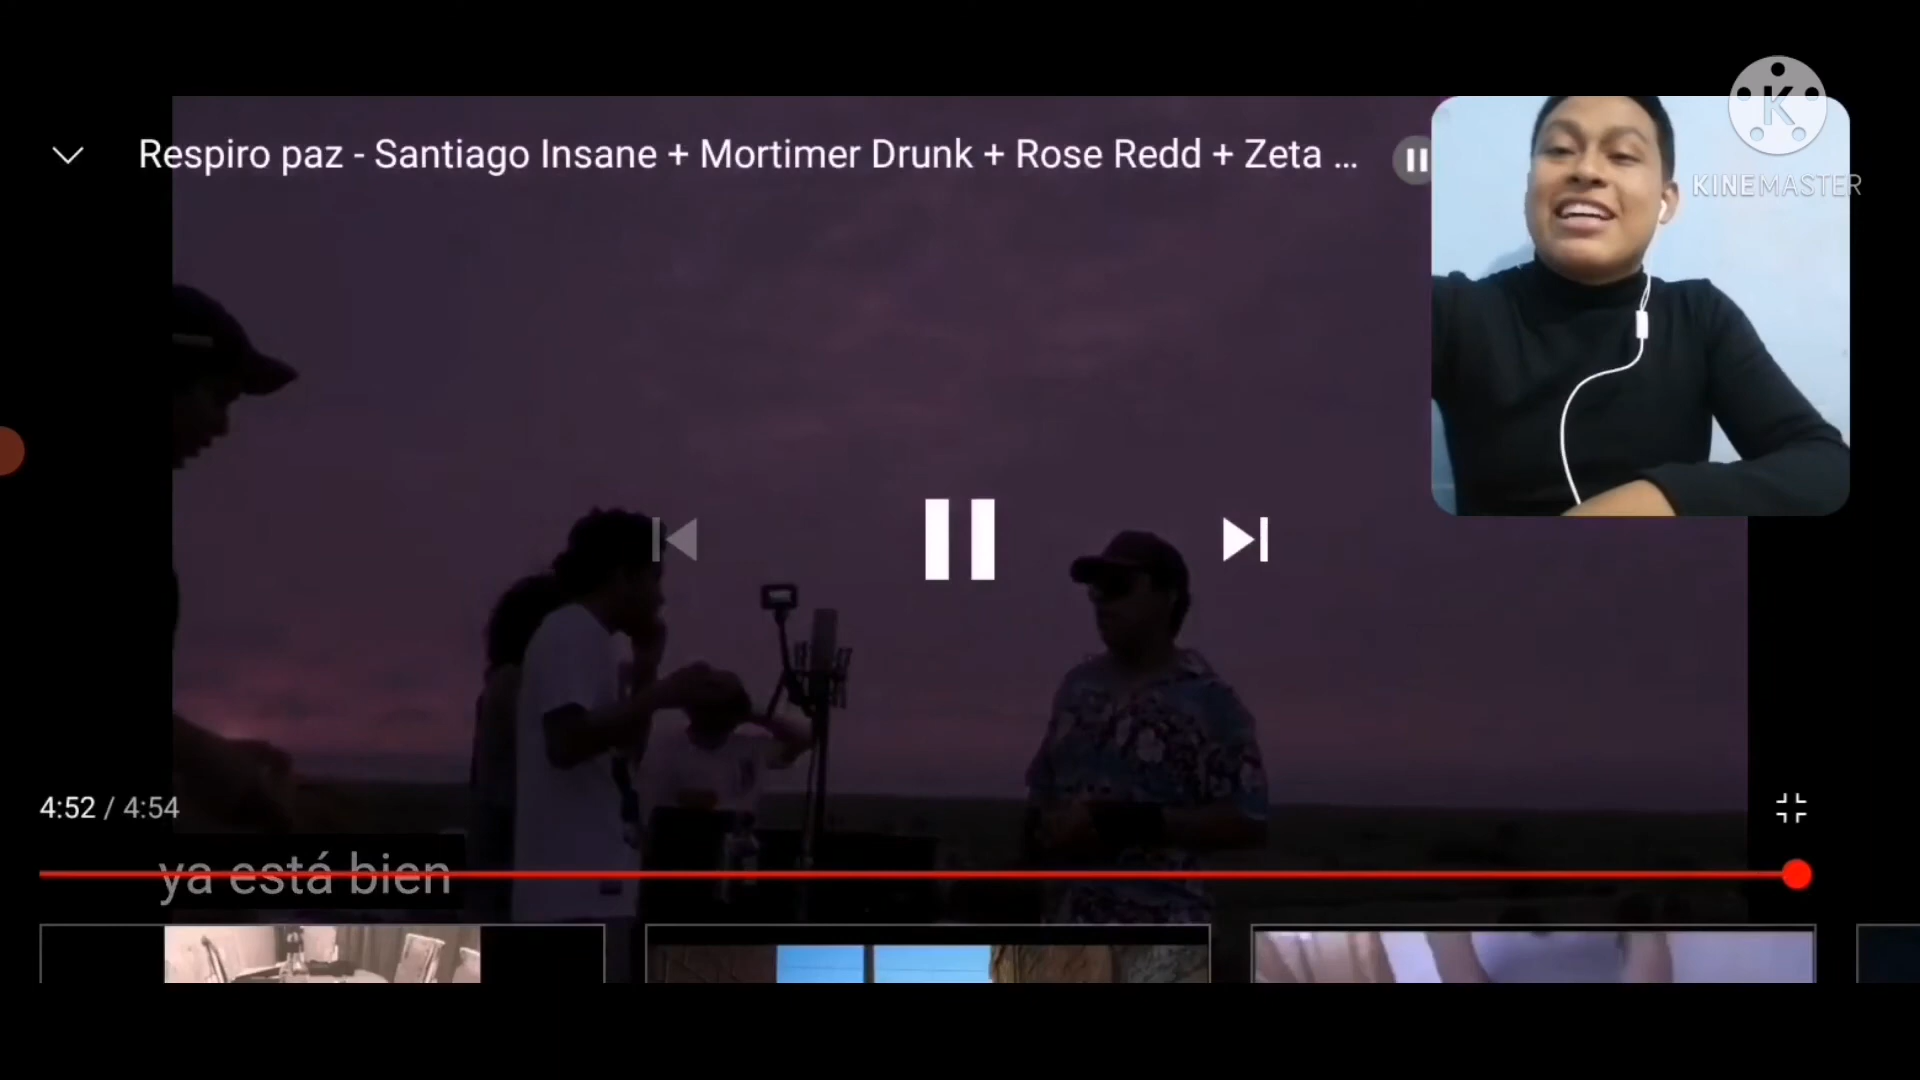 Respiro paz - Santiago Insane + Mortimer Drunk + Rose Redd + Zeta ...
K
KINEMASTER
4:52 / 4:54
ya está bien